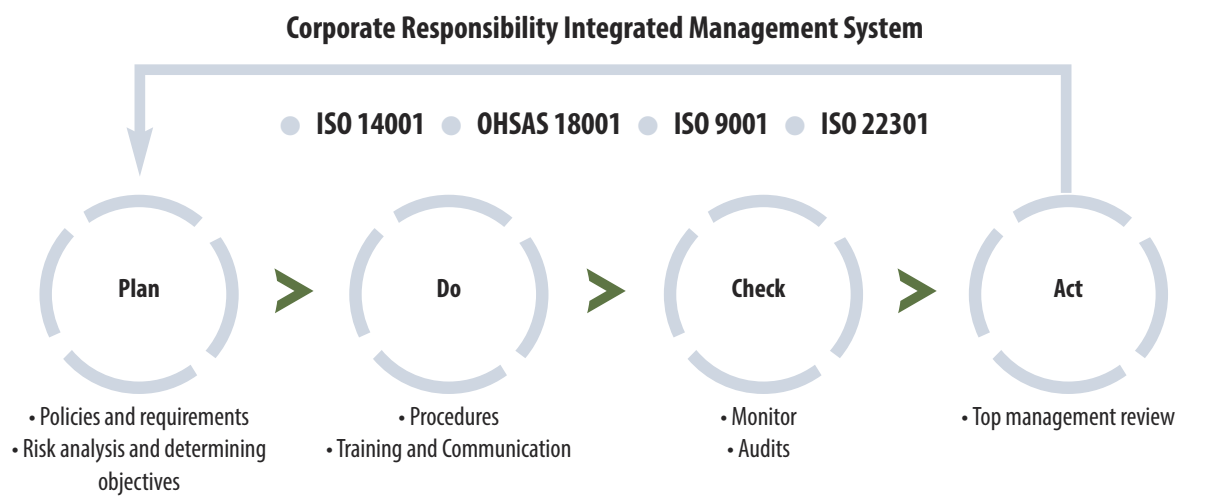 Corporate Responsibility Integrated Management System
ISO 14001 OHSAS 18001 ISO 9001 ISO 22301
Plan
Do
Check
Act
• Policies and requirements
• Risk analysis and determining
objectives
• Procedures
• Training and Communication
• Monitor
• Audits
• Top management review